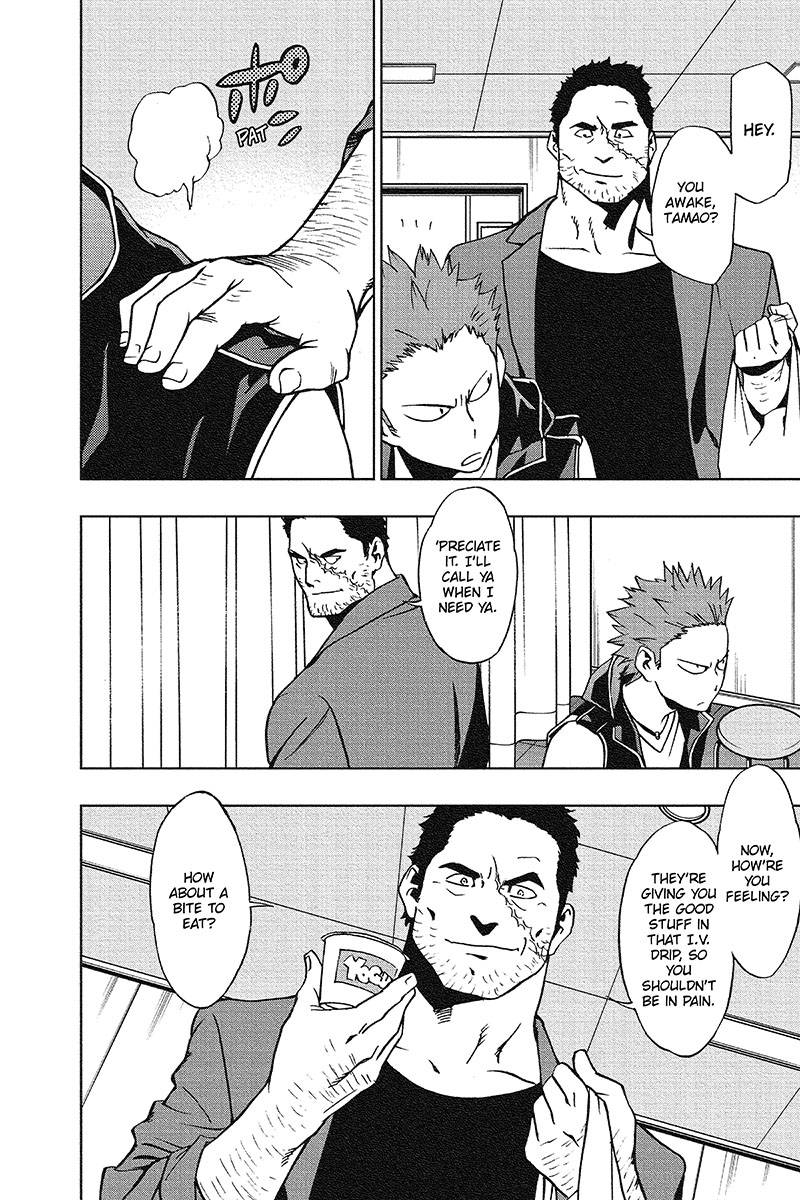 HEY.
YOU
AWAKE,
TAMAO?
PAT
'PRECIATE
IT. I'LL
CALL YA
WHEN I
NEED YA.
NOW,
HOW'RE
YOU
FEELING?
THEY'RE
GIVING YOU
THE GOOD
STUFF IN
THAT I.V.
DRIP, SO
YOU
SHOULDN'T
BE IN PAIN.
HOW
ABOUT A
BITE TO
EAT?